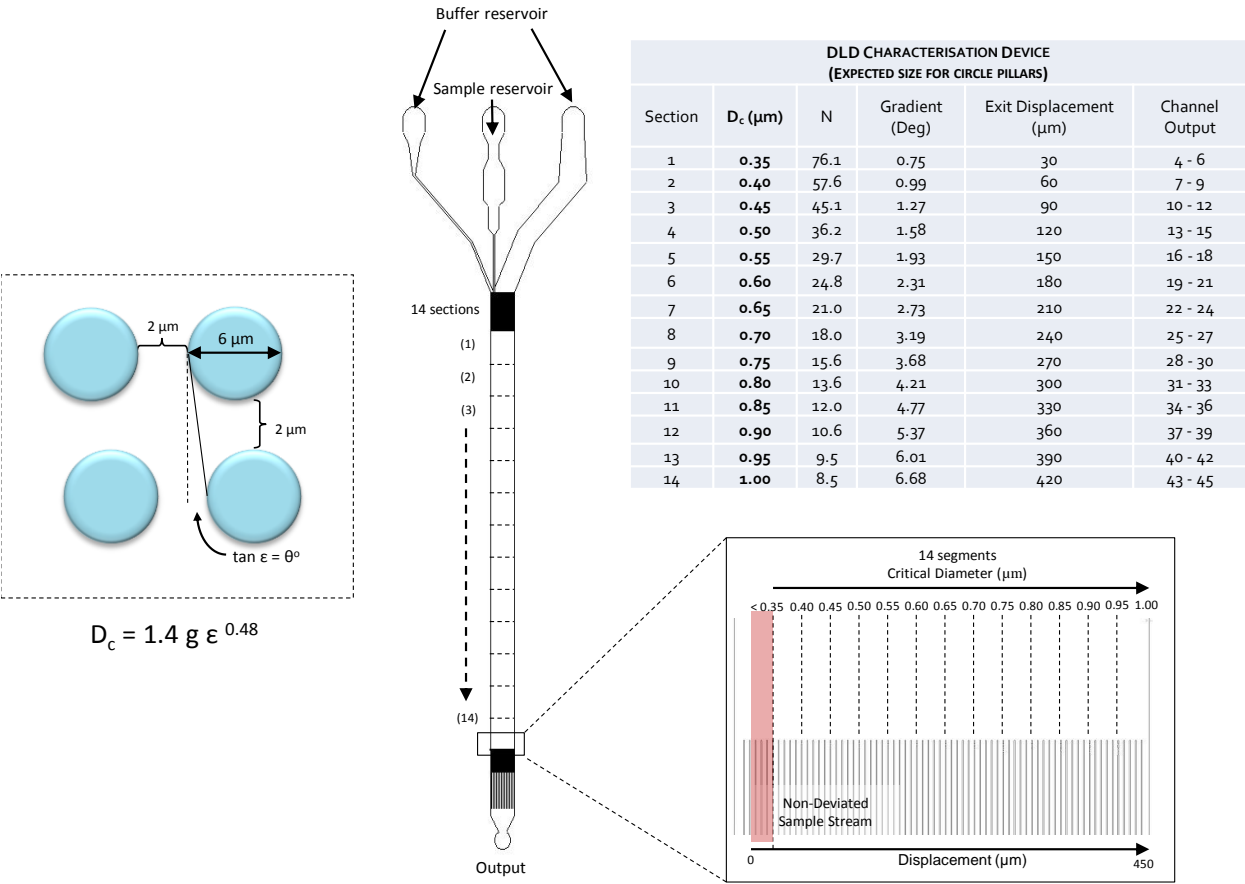 Buffer reservoir
Sample reservoir
14 sections
(1)
(2)
(3)
(14)
Output
2 µm
6 µm
2 µm
tan ε = θº
Dc = 1.4 g ε 0.48
DLD CHARACTERISATION DEVICE
(EXPECTED SIZE FOR CIRCLE PILLARS)
Section Dc (µm) N Gradient (Deg) Exit Displacement (µm) Channel Output
1 0.35 76.1 0.75 30 4 - 6
2 0.40 57.6 0.99 60 7 - 9
3 0.45 45.1 1.27 90 10 - 12
4 0.50 36.2 1.58 120 13 - 15
5 0.55 29.7 1.93 150 16 - 18
6 0.60 24.8 2.31 180 19 - 21
7 0.65 21.0 2.73 210 22 - 24
8 0.70 18.0 3.19 240 25 - 27
9 0.75 15.6 3.68 270 28 - 30
10 0.80 13.6 4.21 300 31 - 33
11 0.85 12.0 4.77 330 34 - 36
12 0.90 10.6 5.37 360 37 - 39
13 0.95 9.5 6.01 390 40 - 42
14 1.00 8.5 6.68 420 43 - 45
14 segments
Critical Diameter (µm)
< 0.35 0.40 0.45 0.50 0.55 0.60 0.65 0.70 0.75 0.80 0.85 0.90 0.95 1.00
Non-Deviated
Sample Stream
0 Displacement (µm) 450